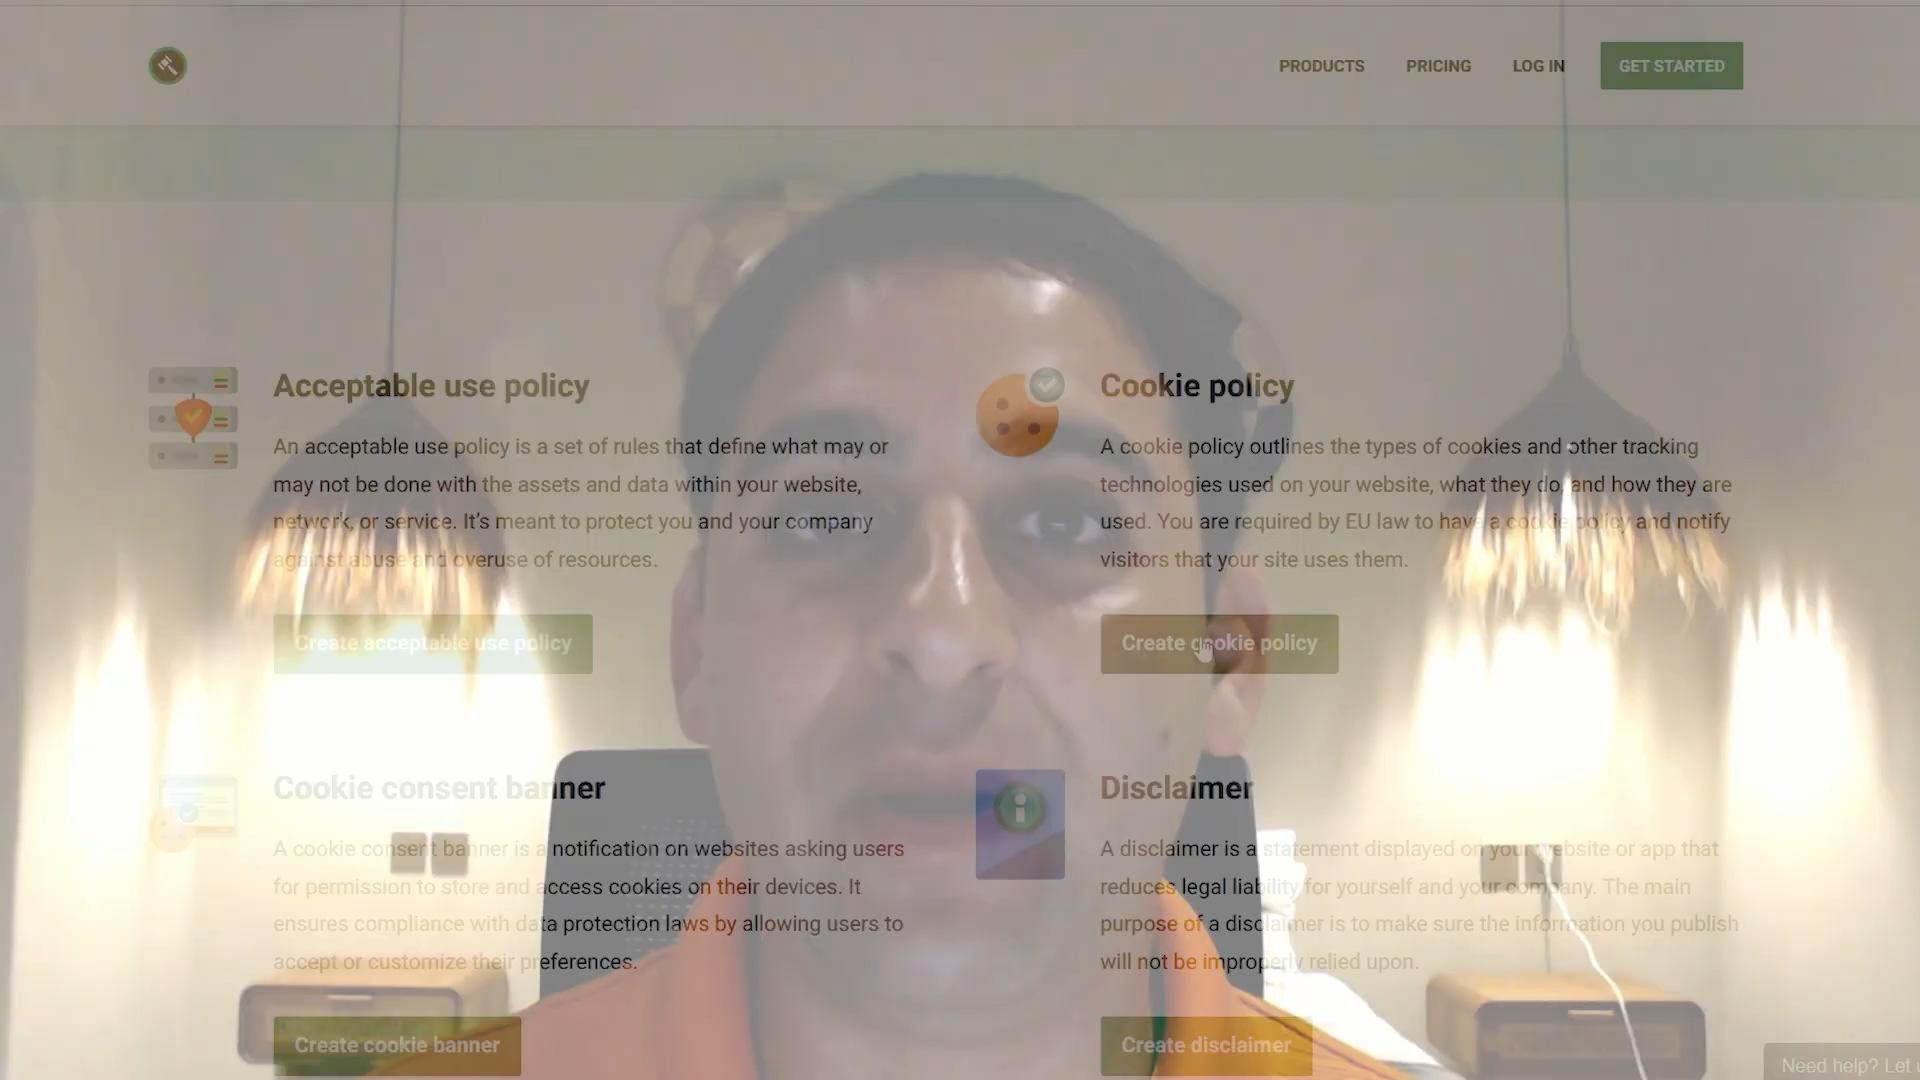 PRODUCTS
PRICING
LOG IN
GET STARTED
Acceptable use policy
An acceptable use policy is a set of rules that define what may or
may not be done with the assets and data within your website,
network, or service. It's meant to protect you and your company
against abuse and overuse of resources.
Create acceptable use policy
Cookie policy
A cookie policy outlines the types of cookies and other tracking
technologies used on your website, what they do, and how they are
used. You are required by EU law to have a cookie policy and notify
visitors that your site uses them.
Create cookie policy
Cookie consent banner
A cookie consent banner is a notification on websites asking users
for permission to store and access cookies on their devices. It
ensures compliance with data protection laws by allowing users to
accept or customize their preferences.
Create cookie banner
Disclaimer
A disclaimer is a statement displayed on your website or app that
reduces legal liability for yourself and your company. The main
purpose of a disclaimer is to make sure the information you publish
will not be improperly relied upon.
Create disclaimer
Need help? Let